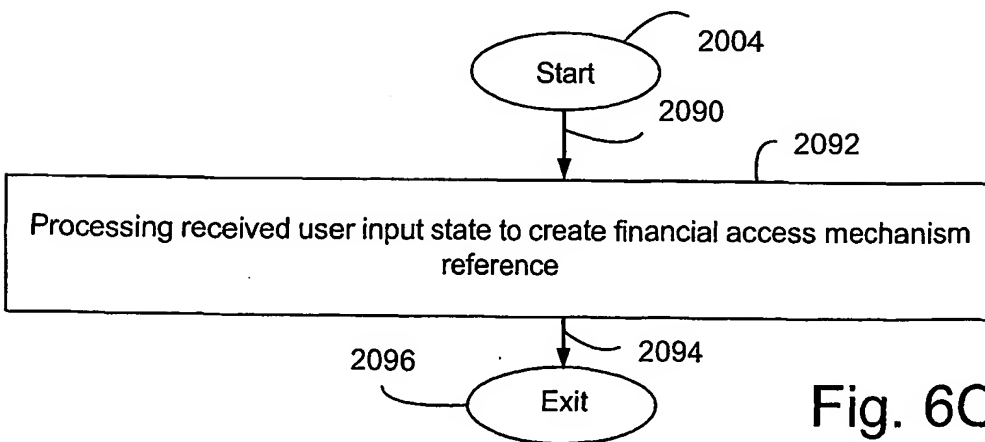 2004
Start
2090
2092
Processing received user input state to create financial access mechanism
reference
2094
2096
Exit
Fig. 6C